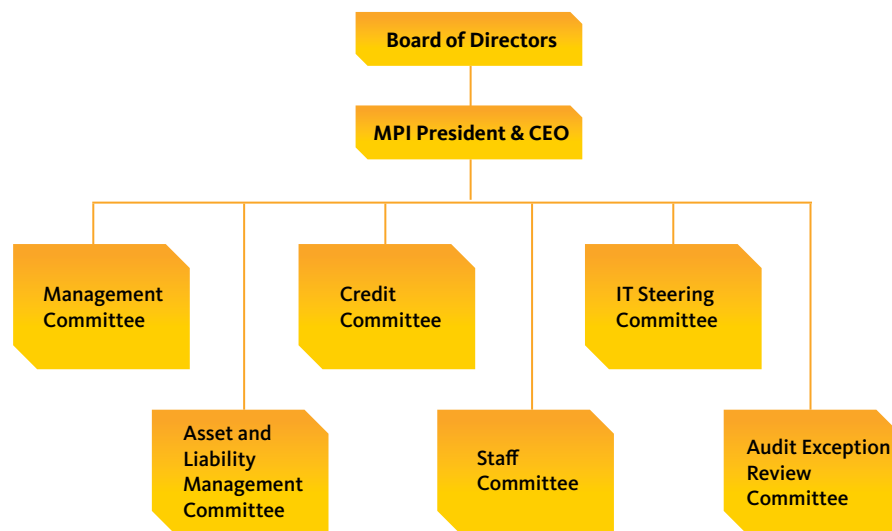 Board of Directors
MPI President & CEO
Management
Committee
Credit
Committee
IT Steering
Committee
Asset and
Liability
Management
Committee
Staff
Committee
Audit Exception
Review
Committee